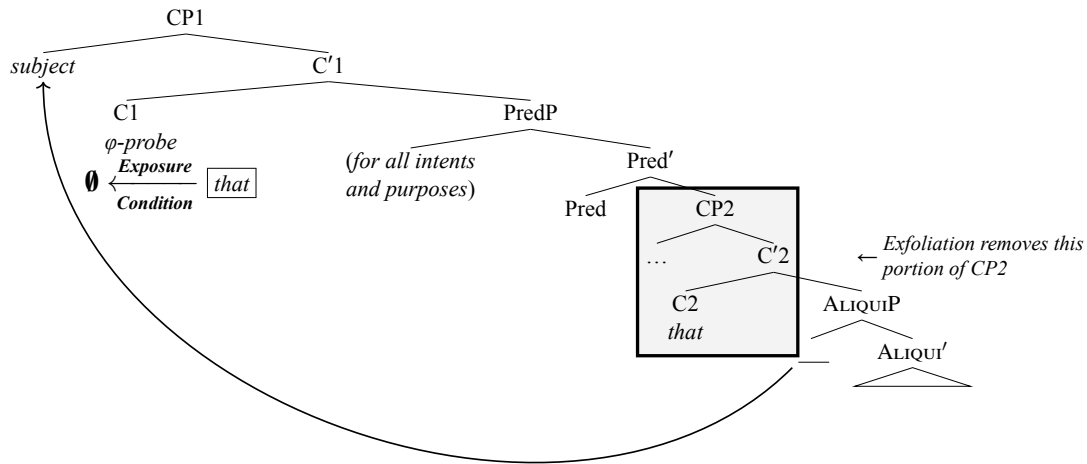 CP1
subject
C′1
C1
PredP
φ-probe
(for all intents
and purposes)
Pred′
∅
Exposure
Condition
that
Pred
CP2
…
C′2
← Exfoliation removes this
portion of CP2
C2
that
AliquiP
Aliqui′